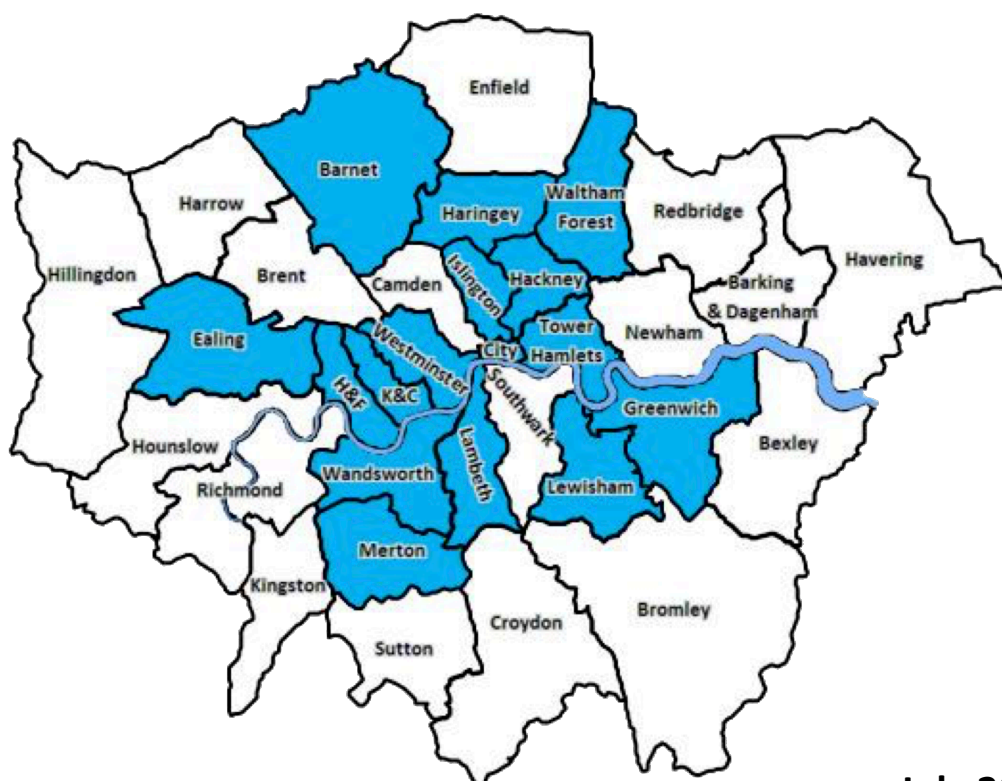 Enfield
Barnet
Waltham
Forest
Haringey
Harrow
Redbridge
Havering
Hillingdon
Brent
Camden
Islington
Hackney
Barking
& Dagenham
Ealing
Westminster
City
Tower
Hamlets
Newham
H&F
K&C
Southwark
Greenwich
Hounslow
Bexley
Richmond
Wandsworth
Lambeth
Lewisham
Merton
Kingston
Sutton
Croydon
Bromley